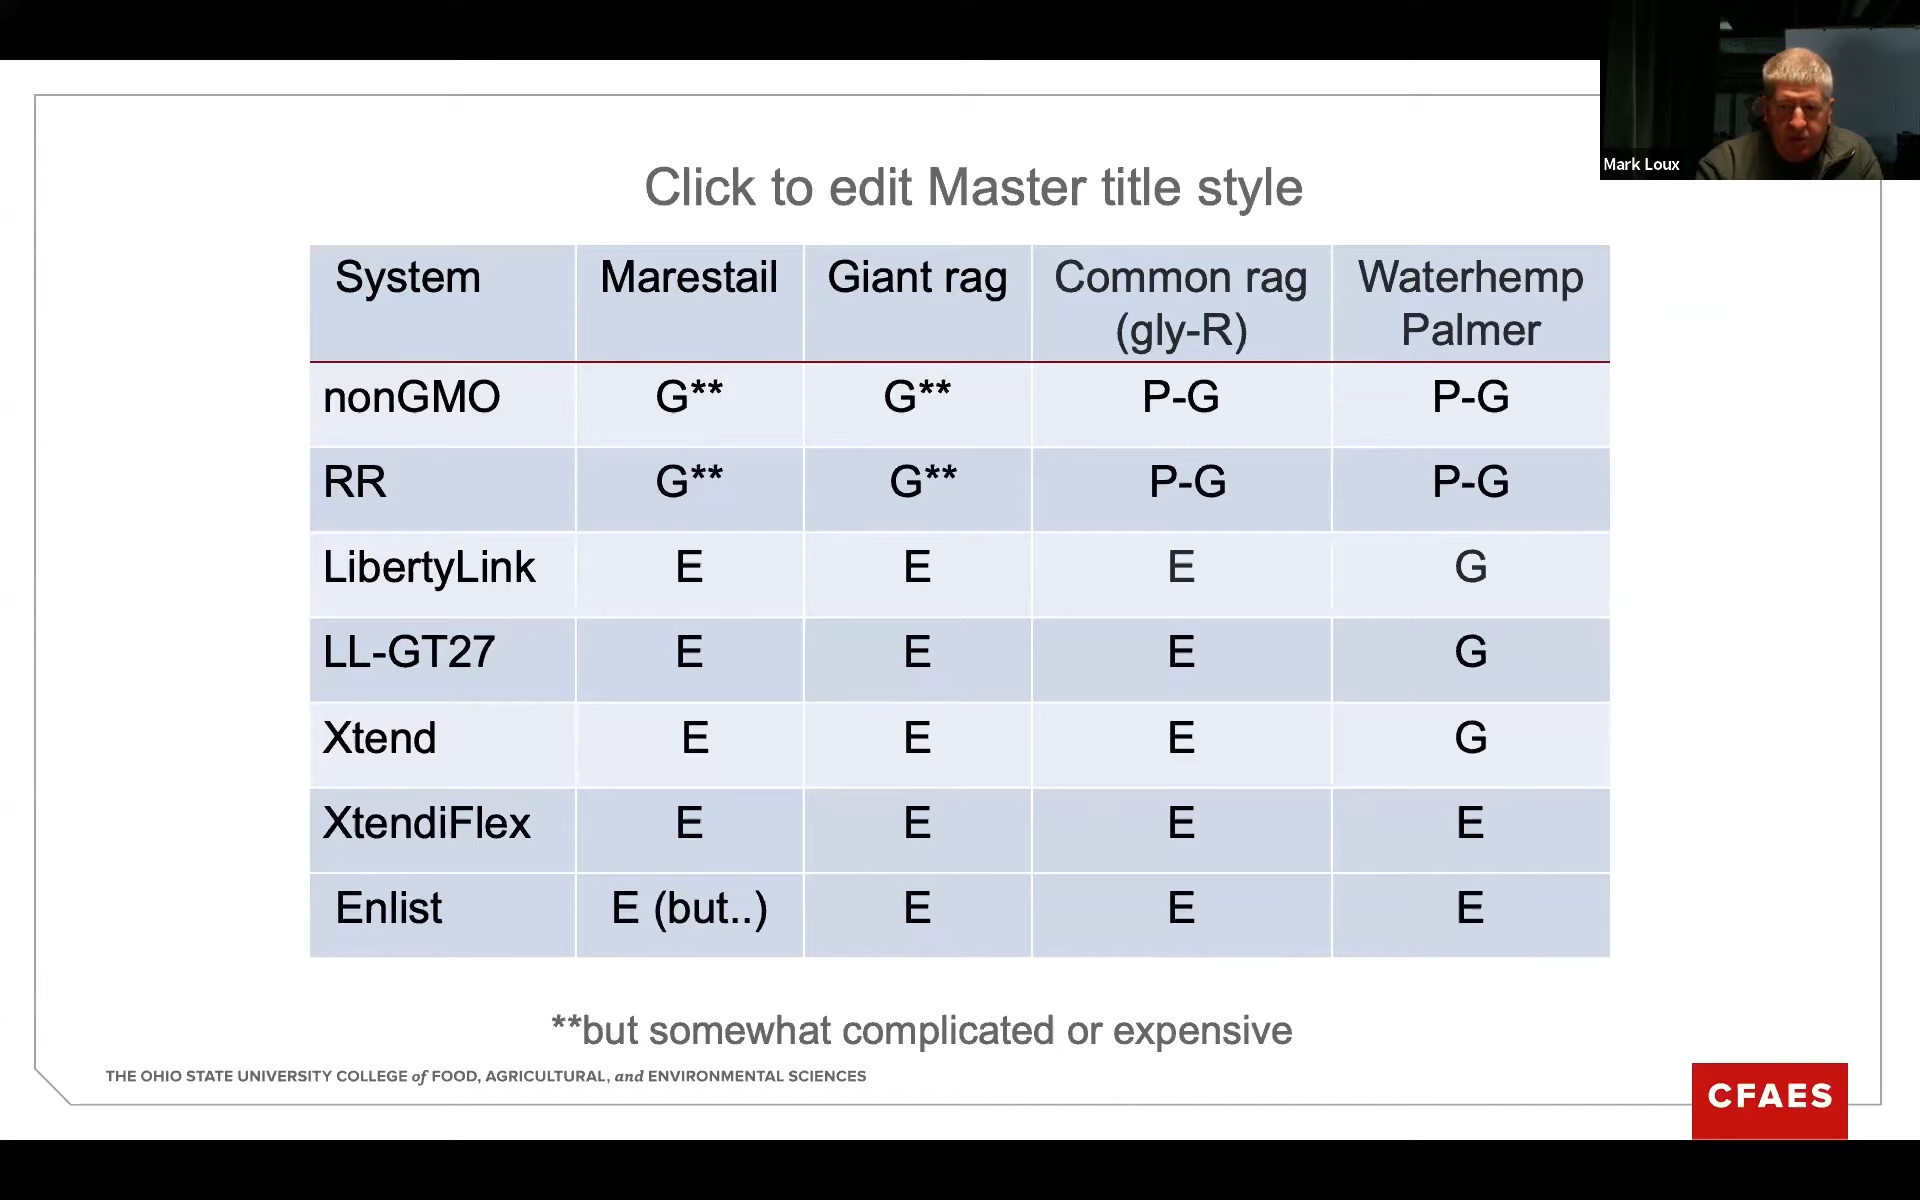 Mark Loux
Click to edit Master title style
System Marestail Giant rag Common rag (gly-R) Waterhemp Palmer
nonGMO G** G** P-G P-G
RR G** G** P-G P-G
LibertyLink E E E G
LL-GT27 E E E G
Xtend E E E G
XtendiFlex E E E E
Enlist E (but..) E E E
**but somewhat complicated or expensive
THE OHIO STATE UNIVERSITY COLLEGE of FOOD, AGRICULTURAL, and ENVIRONMENTAL SCIENCES
CFAES